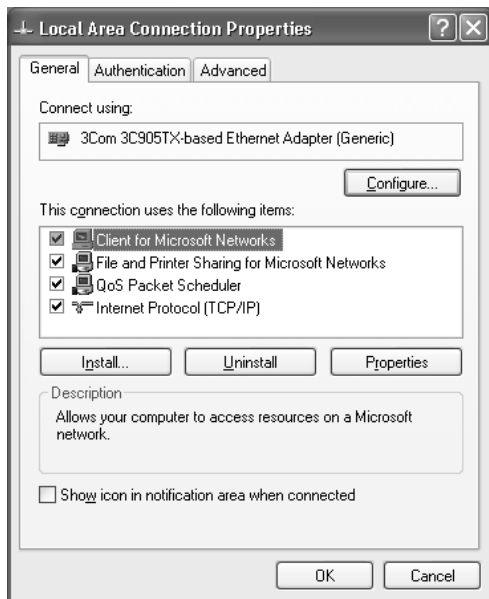 Local Area Connection Properties
General Authentication Advanced
Connect using:
3Com 3C905TX-based Ethernet Adapter (Generic)
Configure...
This connection uses the following items:
Client for Microsoft Networks
File and Printer Sharing for Microsoft Networks
QoS Packet Scheduler
Internet Protocol (TCP/IP)
Install... Uninstall Properties
Description
Allows your computer to access resources on a Microsoft
network.
Show icon in notification area when connected
OK Cancel